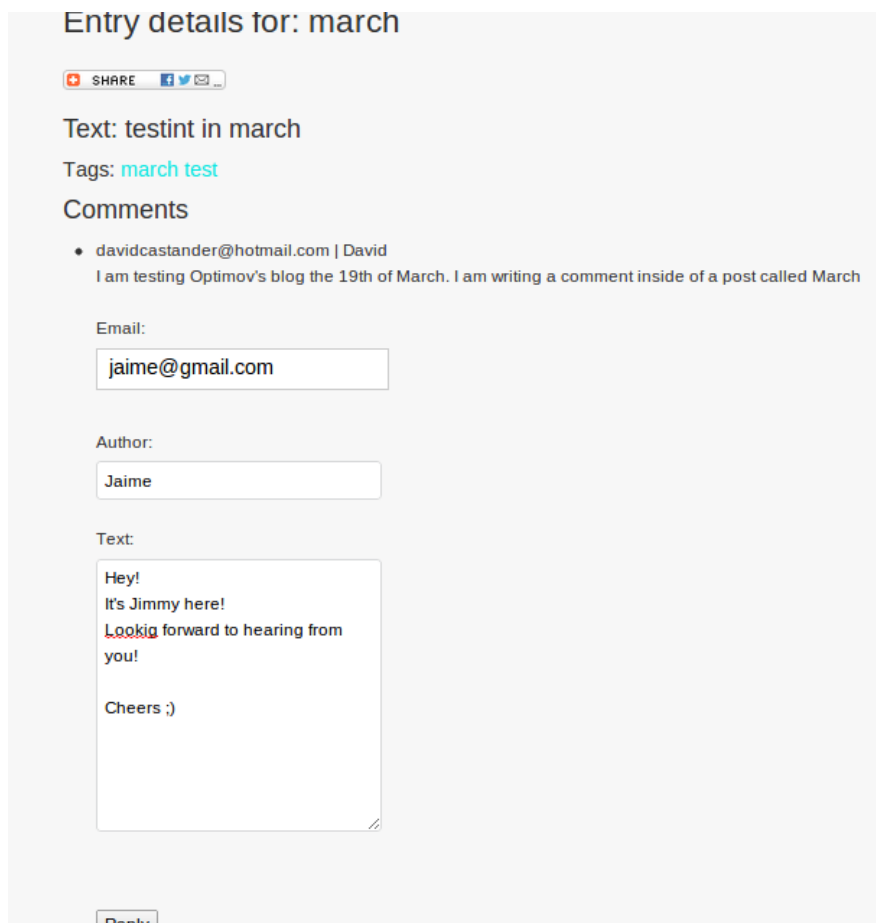 Entry details for: march
SHARE ...
Text: testint in march
Tags: march test
Comments
davidcastander@hotmail.com | David
I am testing Optimov's blog the 19th of March. I am writing a comment inside of a post called March
Email:
jaime@gmail.com
Author:
Jaime
Text:
Hey!
It's Jimmy here!
Lookig forward to hearing from
you!
Cheers ;)
Reply